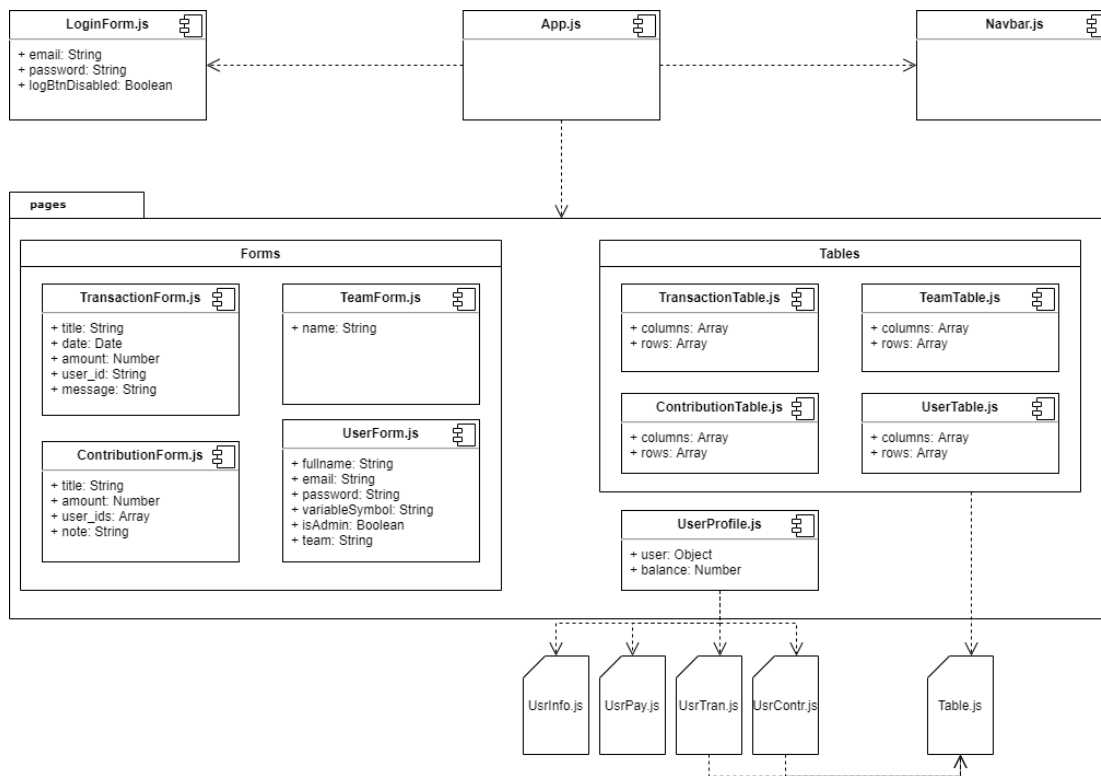 LoginForm.js
+ email: String
+ password: String
+ logBtnDisabled: Boolean
App.js
Navbar.js
pages
Forms
TransactionForm.js
+ title: String
+ date: Date
+ amount: Number
+ user_id: String
+ message: String
TeamForm.js
+ name: String
ContributionForm.js
+ title: String
+ amount: Number
+ user_ids: Array
+ note: String
UserForm.js
+ fullname: String
+ email: String
+ password: String
+ variableSymbol: String
+ isAdmin: Boolean
+ team: String
Tables
TransactionTable.js
+ columns: Array
+ rows: Array
TeamTable.js
+ columns: Array
+ rows: Array
ContributionTable.js
+ columns: Array
+ rows: Array
UserTable.js
+ columns: Array
+ rows: Array
UserProfile.js
+ user: Object
+ balance: Number
UsrInfo.js
UsrPay.js
UsrTran.js
UsrContr.js
Table.js